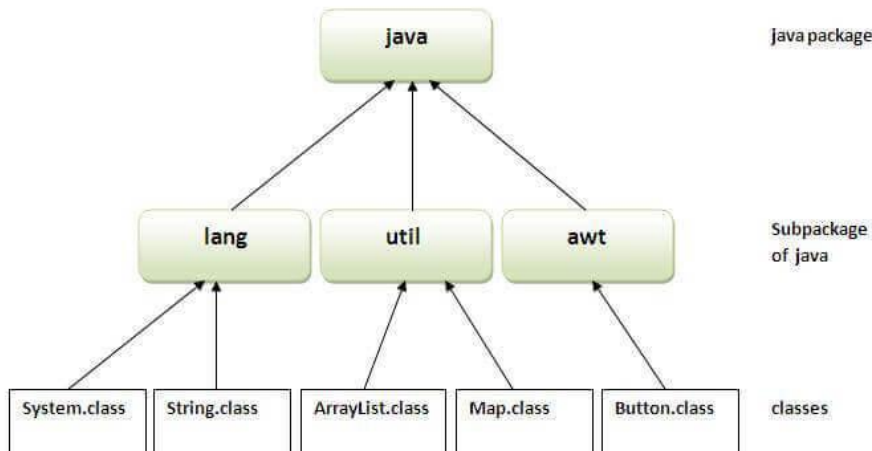 java
java package
lang
util
awt
Subpackage
of java
System.class
String.class
ArrayList.class
Map.class
Button.class
classes